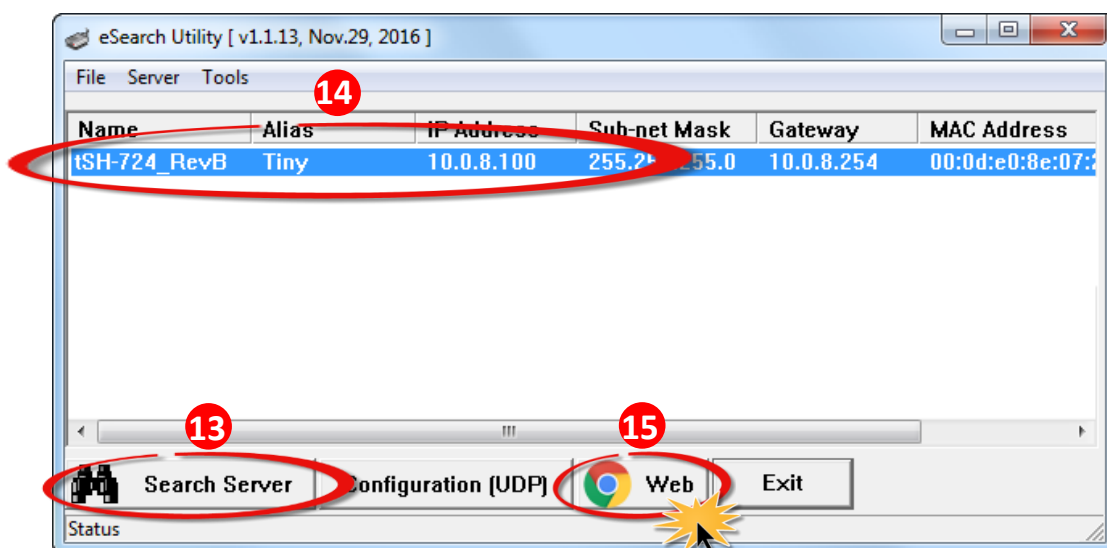 eSearch Utility [ v1.1.13, Nov.29, 2016 ]
File Server Tools
14
Name Alias IP Address Sub-net Mask Gateway MAC Address
tSH-724_RevB Tiny 10.0.8.100 255.255.255.0 10.0.8.254 00:0d:e0:8e:07:
13
15
Search Server Configuration (UDP) Web Exit
Status